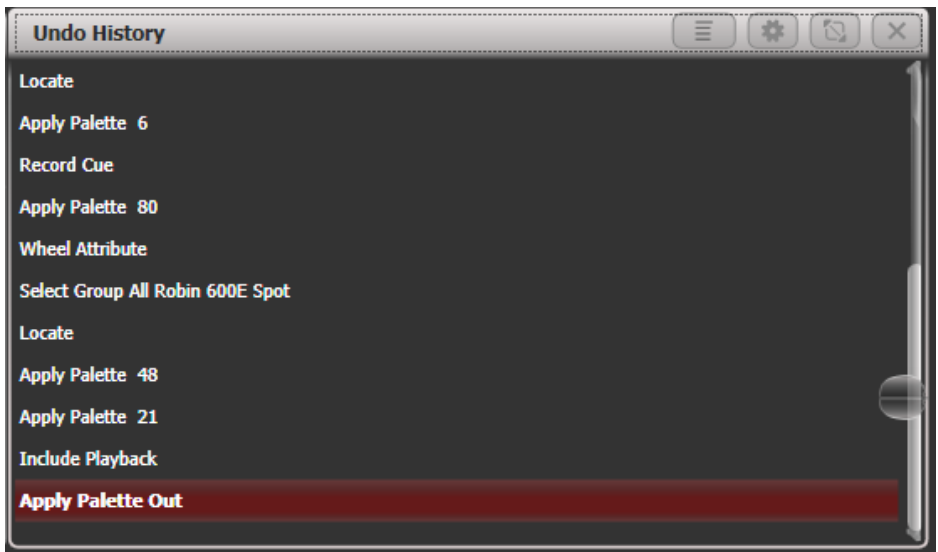 Undo History
Locate
Apply Palette 6
Record Cue
Apply Palette 80
Wheel Attribute
Select Group All Robin 600E Spot
Locate
Apply Palette 48
Apply Palette 21
Include Playback
Apply Palette Out